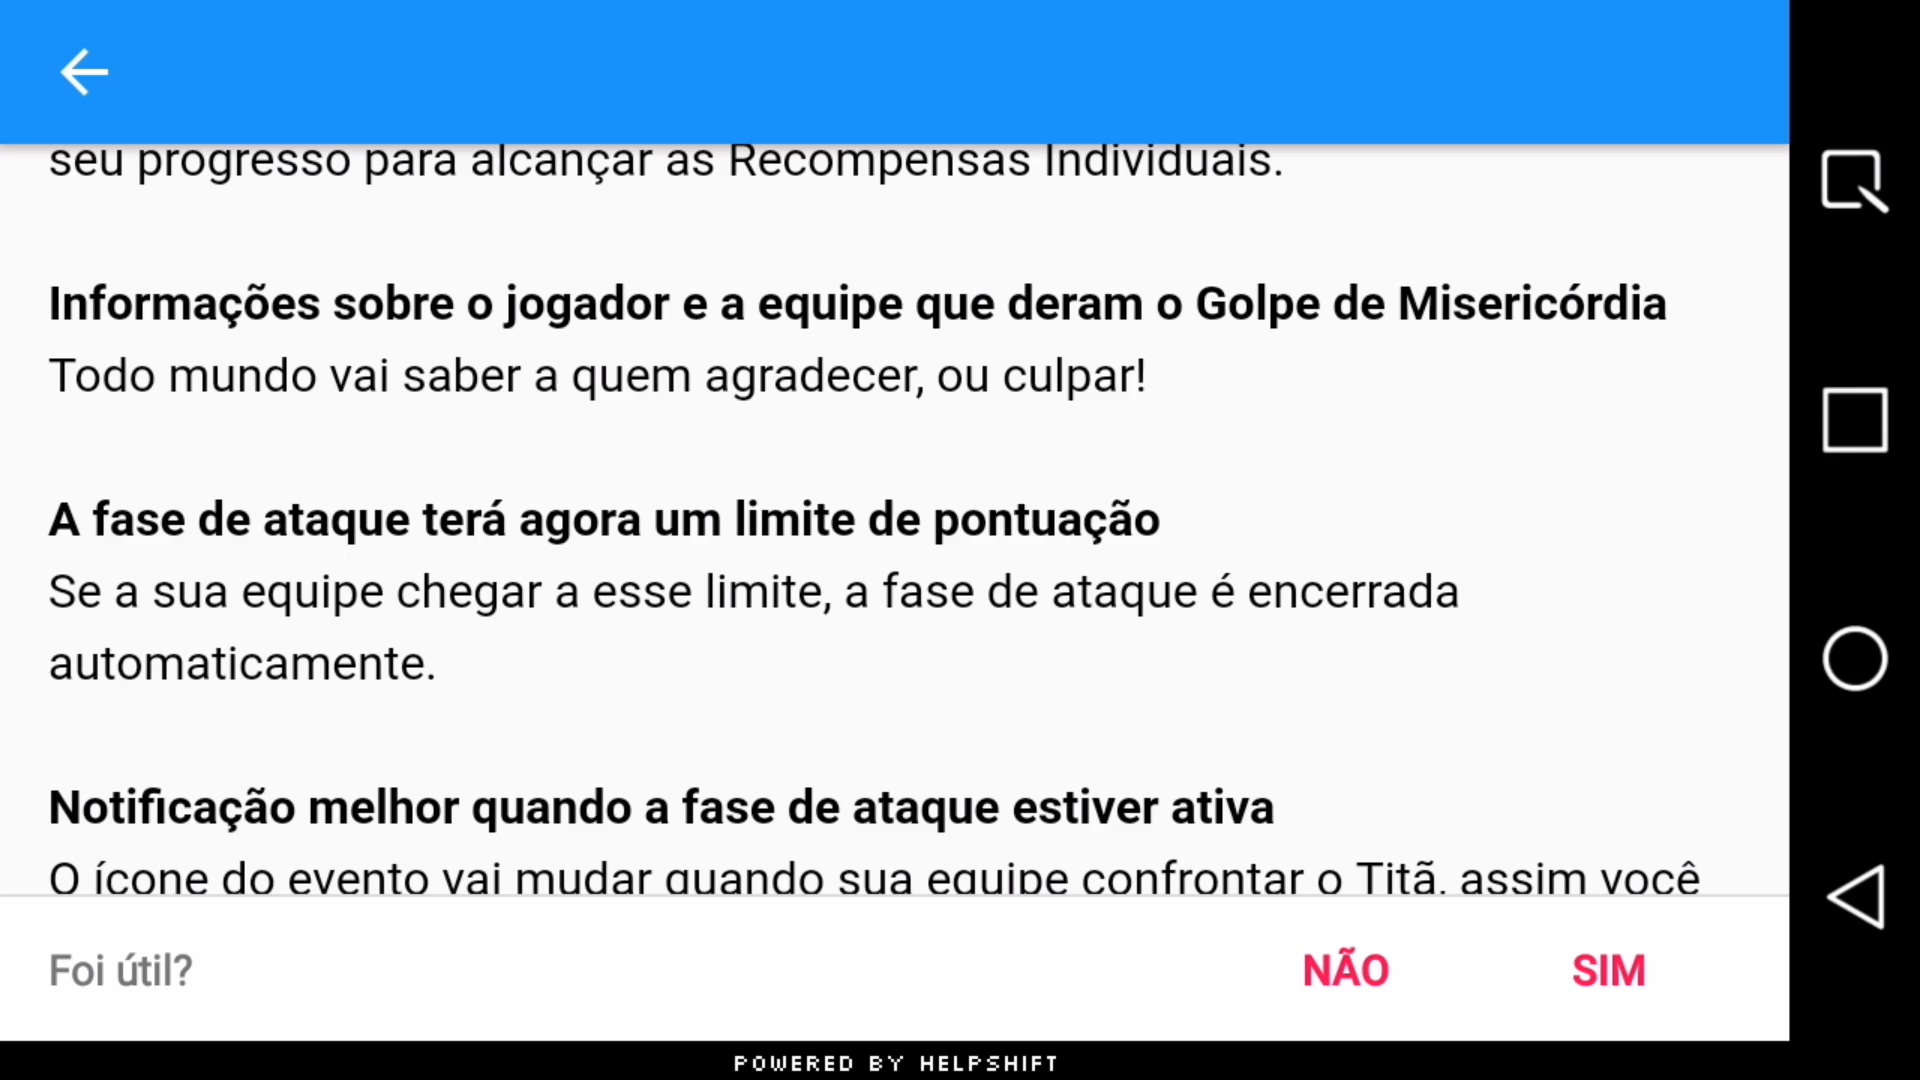 seu progresso para alcançar as Recompensas Individuais.
Informações sobre o jogador e a equipe que deram o Golpe de Misericórdia
Todo mundo vai saber a quem agradecer, ou culpar!
A fase de ataque terá agora um limite de pontuação
Se a sua equipe chegar a esse limite, a fase de ataque é encerrada
automaticamente.
Notificação melhor quando a fase de ataque estiver ativa
O ícone do evento vai mudar quando sua equipe confrontar o Titã, assim você
Foi útil?
NÃO
SIM
POWERED BY HELPSHIFT